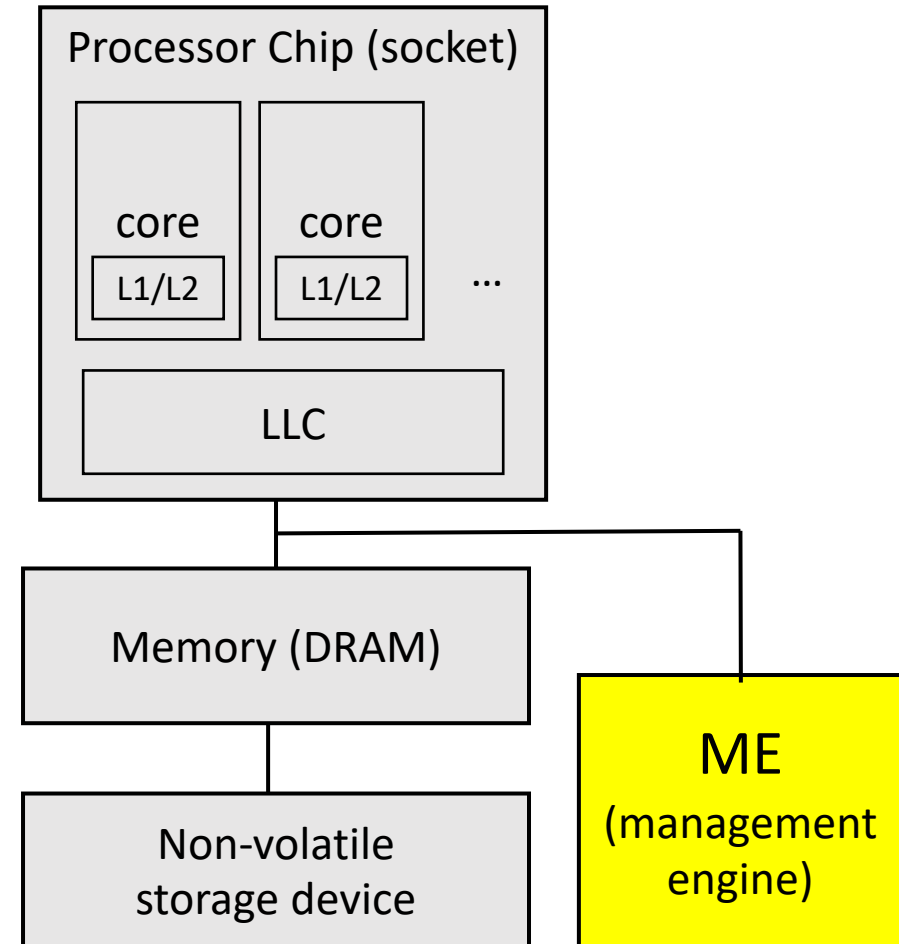 Processor Chip (socket)
core
L1/L2
core
L1/L2
...
LLC
Memory (DRAM)
Non-volatile
storage device
ME
(management
engine)